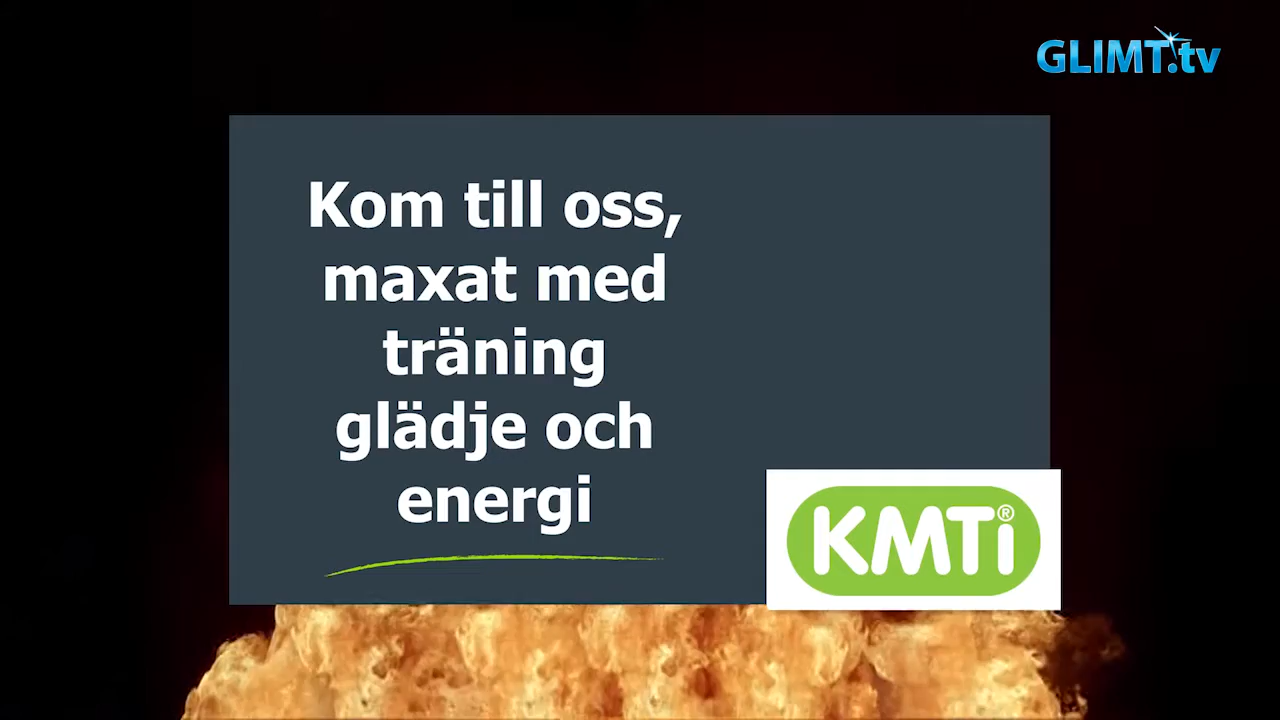 GLIMT.tv
Kom till oss,
maxat med
träning
glädje och
energi
KMTi®